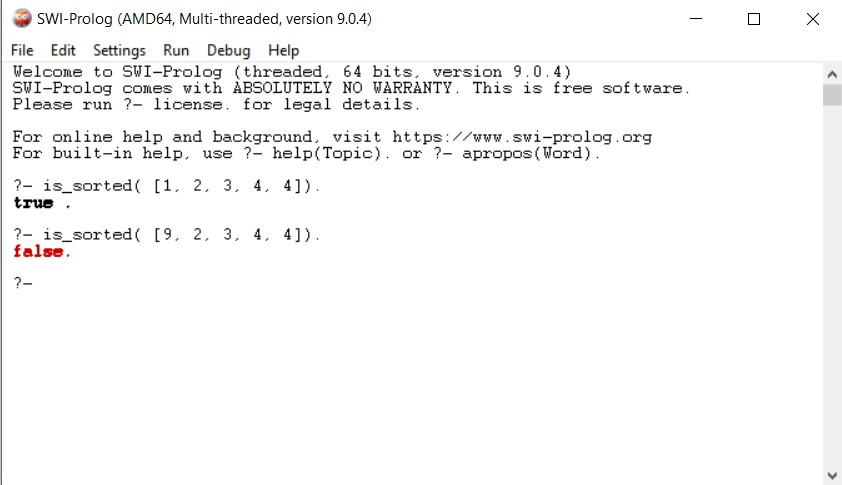 SWI-Prolog (AMD64, Multi-threaded, version 9.0.4)
File Edit Settings Run Debug Help
Welcome to SWI-Prolog (threaded, 64 bits, version 9.0.4)
SWI-Prolog comes with ABSOLUTELY NO WARRANTY. This is free software.
Please run ?- license. for legal details.
For online help and background, visit https://www.swi-prolog.org
For built-in help, use ?- help(Topic). or ?- apropos(Word).
?- is_sorted( [1, 2, 3, 4, 4]).
true .
?- is_sorted( [9, 2, 3, 4, 4]).
false.
?-